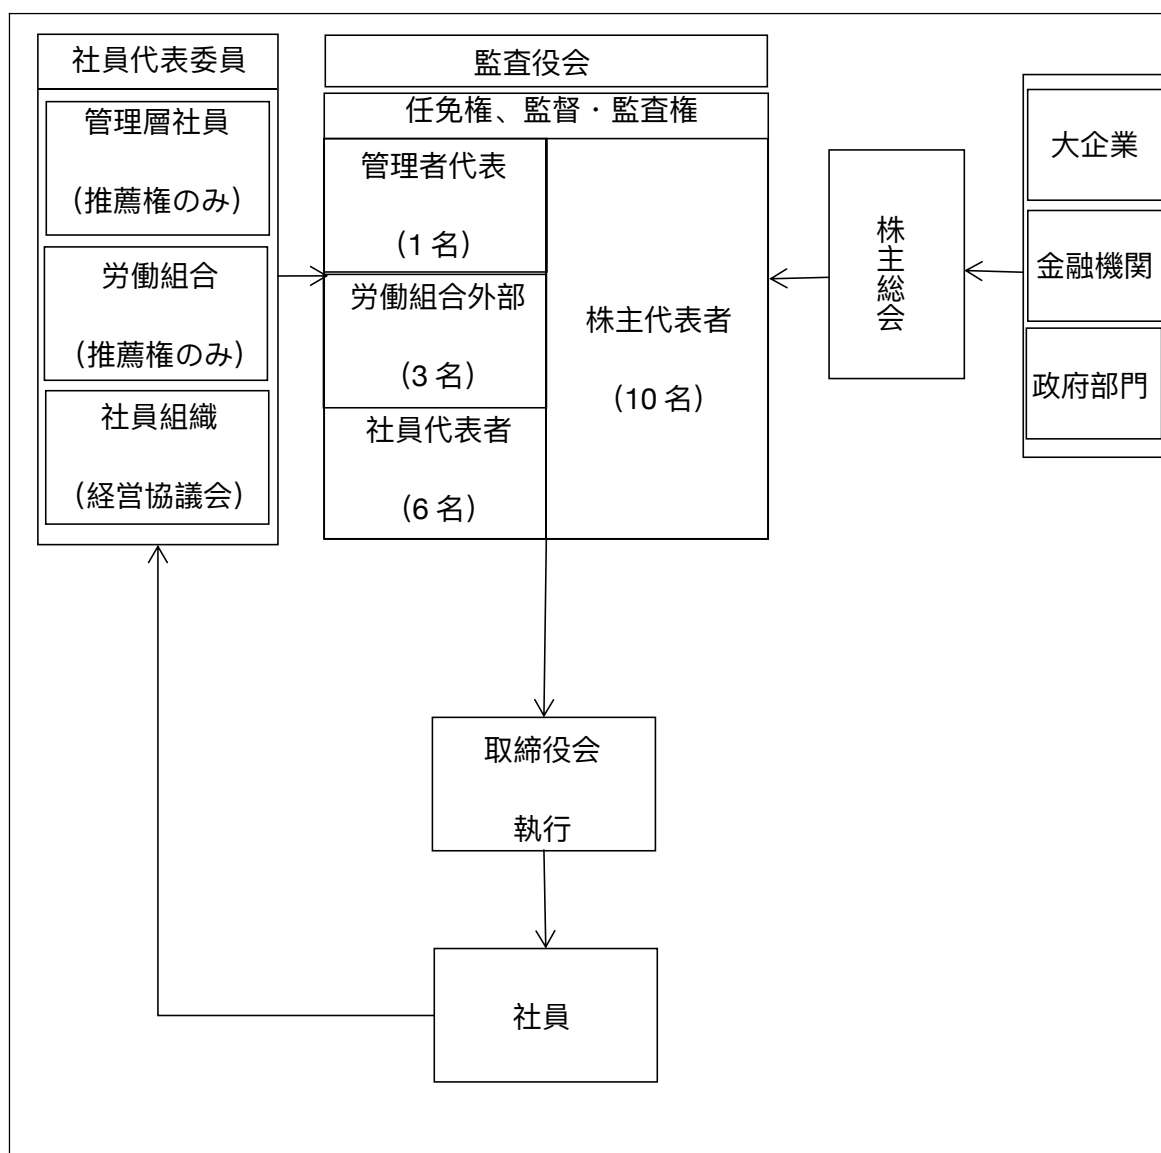 社員代表委員
管理層社員
(推薦権のみ)
労働組合
(推薦権のみ)
社員組織
(経営協議会)
監査役会
任免権、監督・監査権
管理者代表
(1 名)
労働組合外部
(3 名)
社員代表者
(6 名)
株主代表者
(10 名)
株主総会
大企業
金融機関
政府部門
取締役会
執行
社員